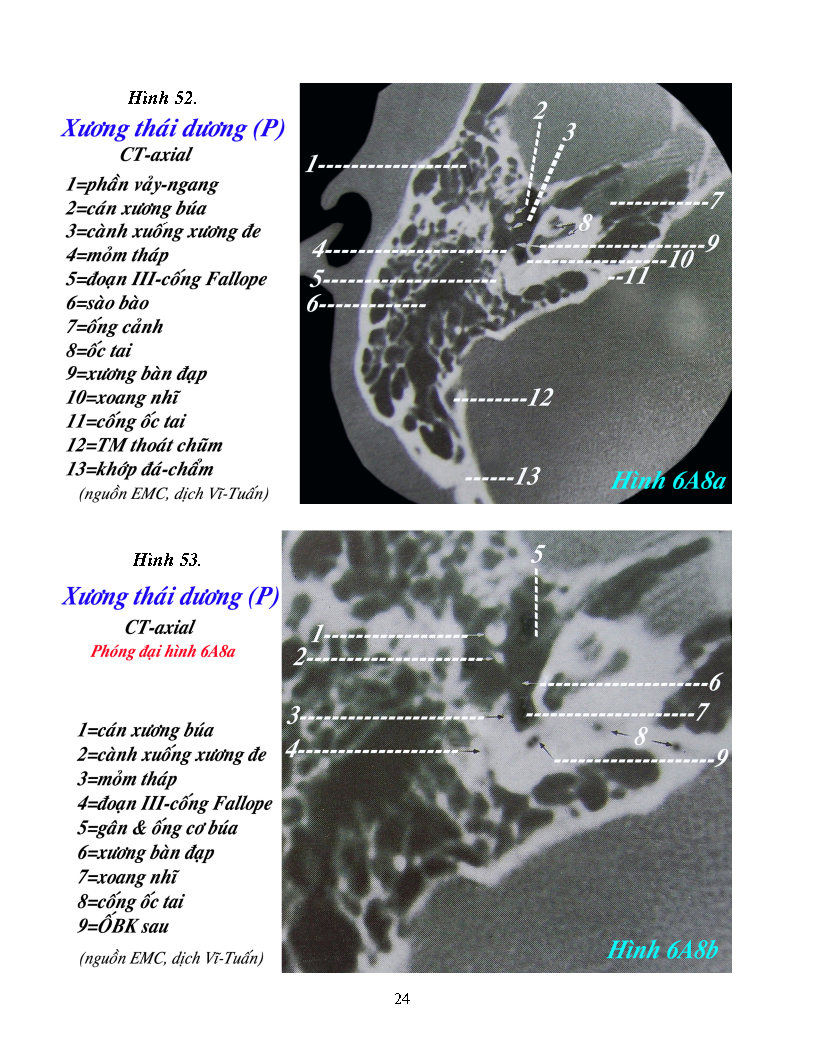 Hình 52.
Xương thái dương (P)
CT-axial
1=phần vảy-ngang
2=cán xương búa
3=cành xuống xương đe
4=mỏm tháp
5=đoạn III-cống Fallope
6=sào bào
7=ống cảnh
8=ốc tai
9=xương bàn đạp
10=xoang nhĩ
11=cống ốc tai
12=TM thoát chũm
13=khớp đá-chẩm
(nguồn EMC, dịch Vĩ-Tuấn)
2
3
1
7
8
4
9
10
5
11
6
12
13
Hình 6A8a
Hình 53.
Xương thái dương (P)
CT-axial
Phóng đại hình 6A8a
1=cán xương búa
2=cành xuống xương đe
3=mỏm tháp
4=đoạn III-cống Fallope
5=gân & ống cơ búa
6=xương bàn đạp
7=xoang nhĩ
8=cống ốc tai
9=ỐBK sau
(nguồn EMC, dịch Vĩ-Tuấn)
5
1
2
6
3
7
8
4
9
Hình 6A8b
24